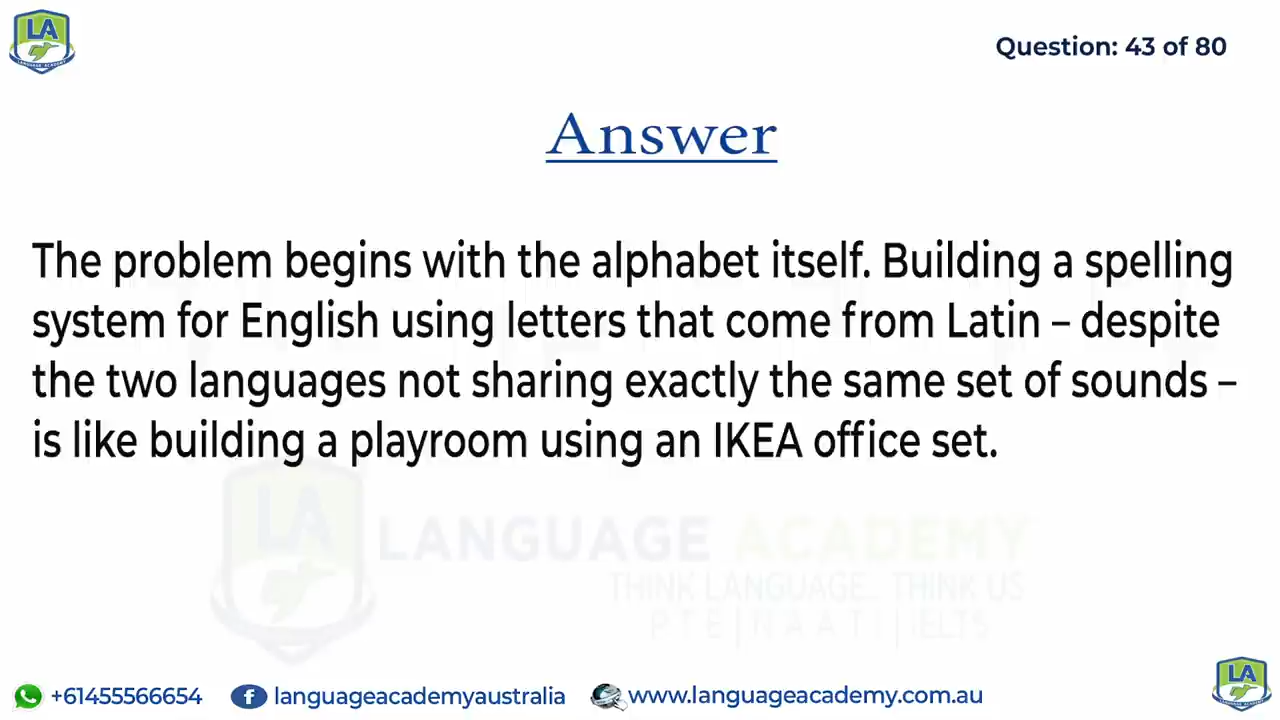 LA
LANGUAGE ACADEMY
Question: 43 of 80
Answer
The problem begins with the alphabet itself. Building a spelling
system for English using letters that come from Latin – despite
the two languages not sharing exactly the same set of sounds –
is like building a playroom using an IKEA office set.
LA
LANGUAGE ACADEMY
THINK LANGUAGE, THINK US
PTE | NAATI | IELTS
+61455566654
languageacademyaustralia
www.languageacademy.com.au
LA